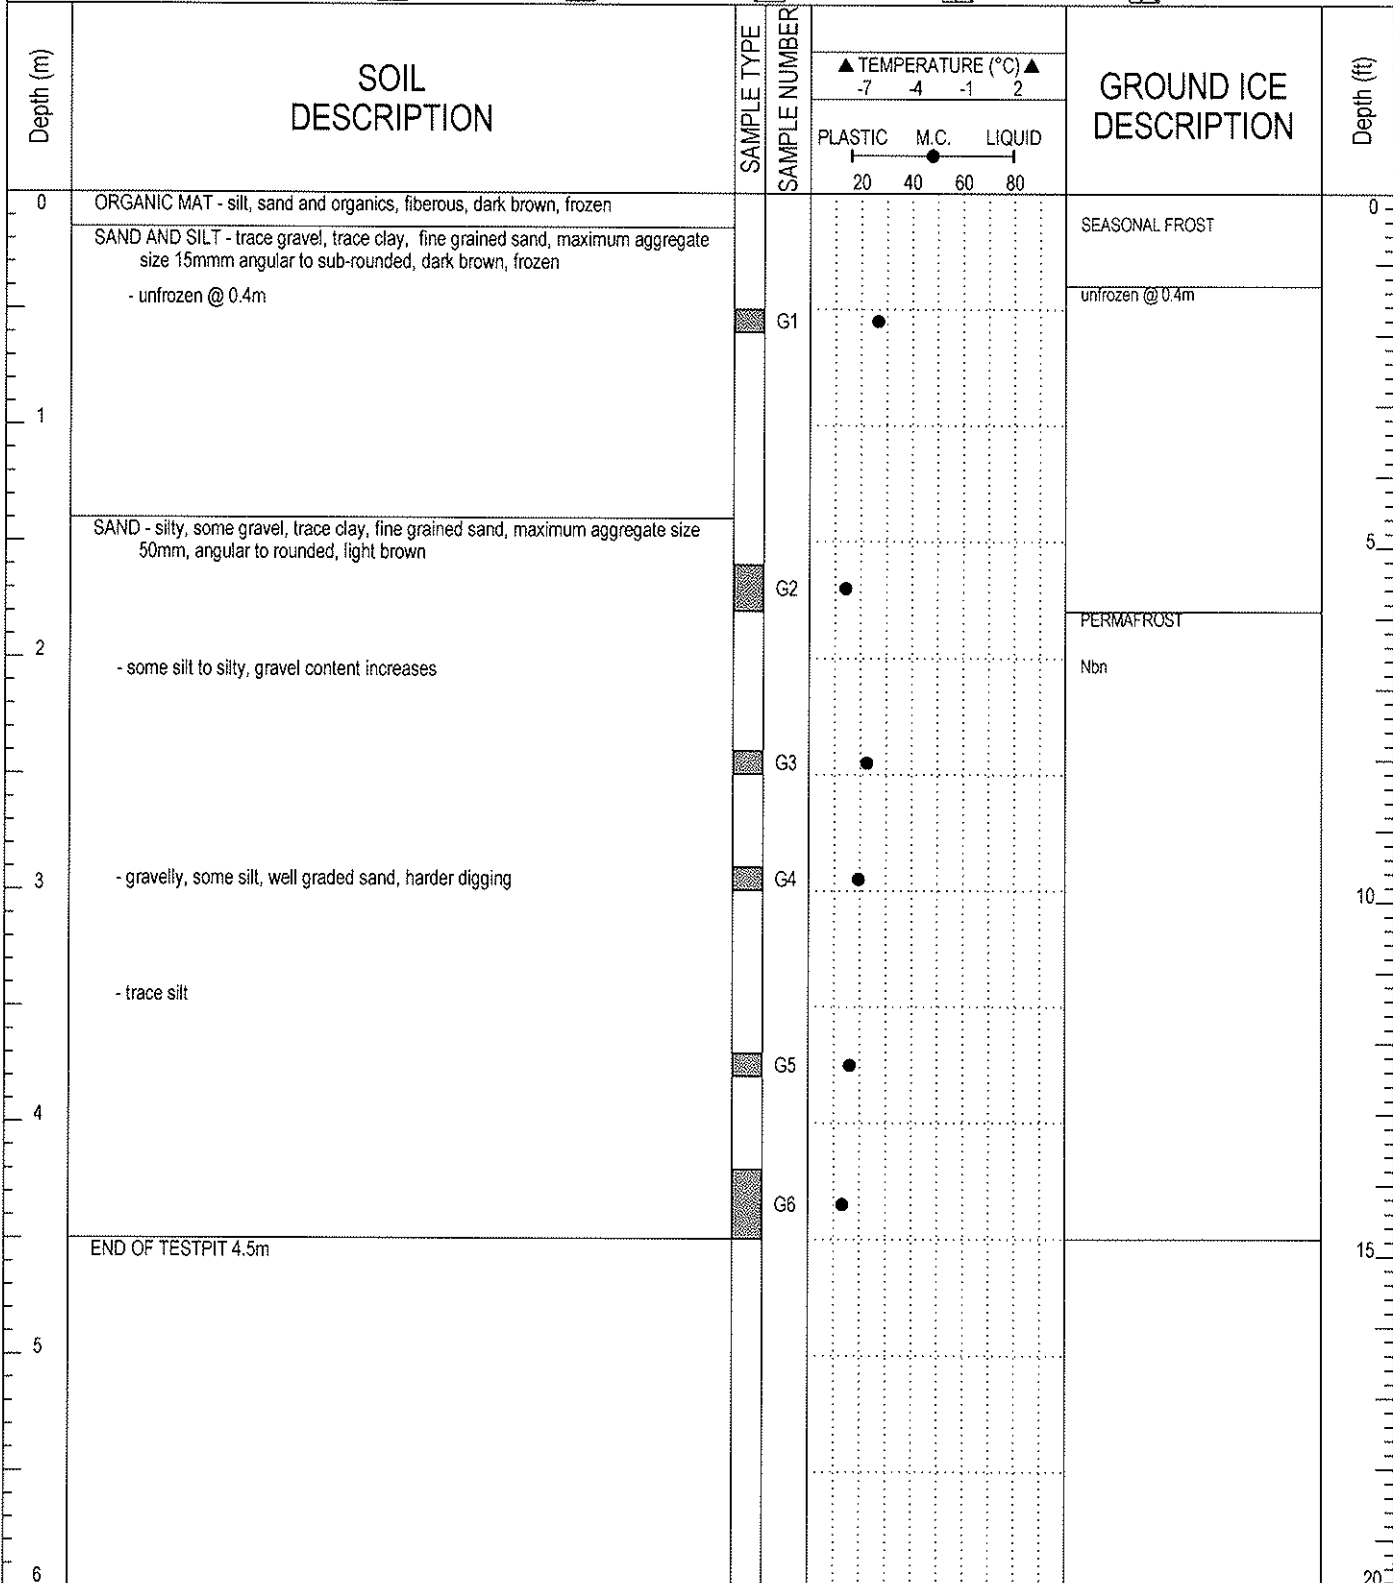 Depth (m)
SOIL
DESCRIPTION
SAMPLE TYPE
SAMPLE NUMBER
▲ TEMPERATURE (°C) ▲
-7 -4 -1 2
PLASTIC M.C. LIQUID
20 40 60 80
GROUND ICE
DESCRIPTION
Depth (ft)
0
ORGANIC MAT - silt, sand and organics, fiberous, dark brown, frozen
0
SAND AND SILT - trace gravel, trace clay, fine grained sand, maximum aggregate
size 15mmm angular to sub-rounded, dark brown, frozen
SEASONAL FROST
- unfrozen @ 0.4m
unfrozen @ 0.4m
G1
1
SAND - silty, some gravel, trace clay, fine grained sand, maximum aggregate size
50mm, angular to rounded, light brown
5
G2
PERMAFROST
2
- some silt to silty, gravel content increases
Nbn
G3
3
- gravelly, some silt, well graded sand, harder digging
G4
10
- trace silt
G5
4
G6
END OF TESTPIT 4.5m
15
5
6
20